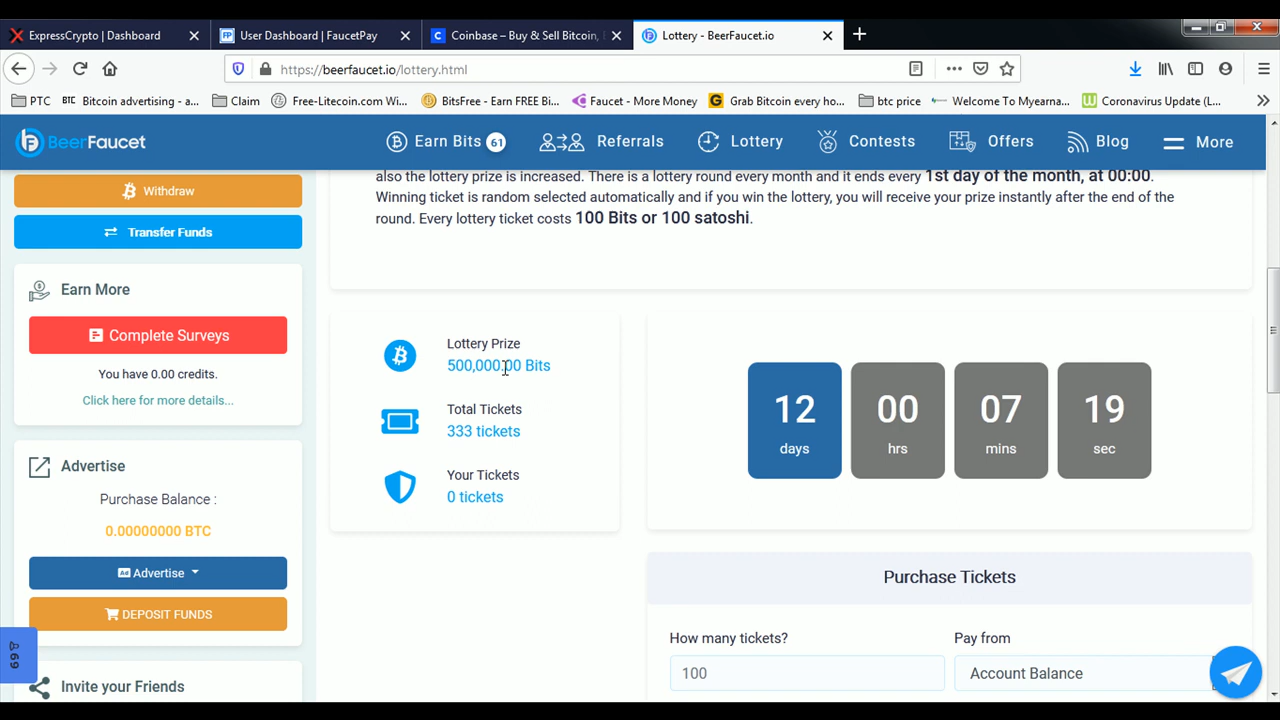 ExpressCrypto | Dashboard
User Dashboard | FaucetPay
Coinbase – Buy & Sell Bitcoin,
Lottery - BeerFaucet.io
https://beerfaucet.io/lottery.html
PTC
Bitcoin advertising - a...
Claim
Free-Litecoin.com Wi...
BitsFree - Earn FREE Bi...
Faucet - More Money
Grab Bitcoin every ho...
btc price
Welcome To Myearna...
Coronavirus Update (L...
BeerFaucet
Earn Bits 61
Referrals
Lottery
Contests
Offers
Blog
More
Withdraw
Transfer Funds
Earn More
Complete Surveys
You have 0.00 credits.
Click here for more details...
Advertise
Purchase Balance :
0.00000000 BTC
Advertise
DEPOSIT FUNDS
69
Invite your Friends
also the lottery prize is increased. There is a lottery round every month and it ends every 1st day of the month, at 00:00.
Winning ticket is random selected automatically and if you win the lottery, you will receive your prize instantly after the end of the
round. Every lottery ticket costs 100 Bits or 100 satoshi.
Lottery Prize
500,000.00 Bits
Total Tickets
333 tickets
Your Tickets
0 tickets
12
days
00
hrs
07
mins
19
sec
Purchase Tickets
How many tickets?
100
Pay from
Account Balance